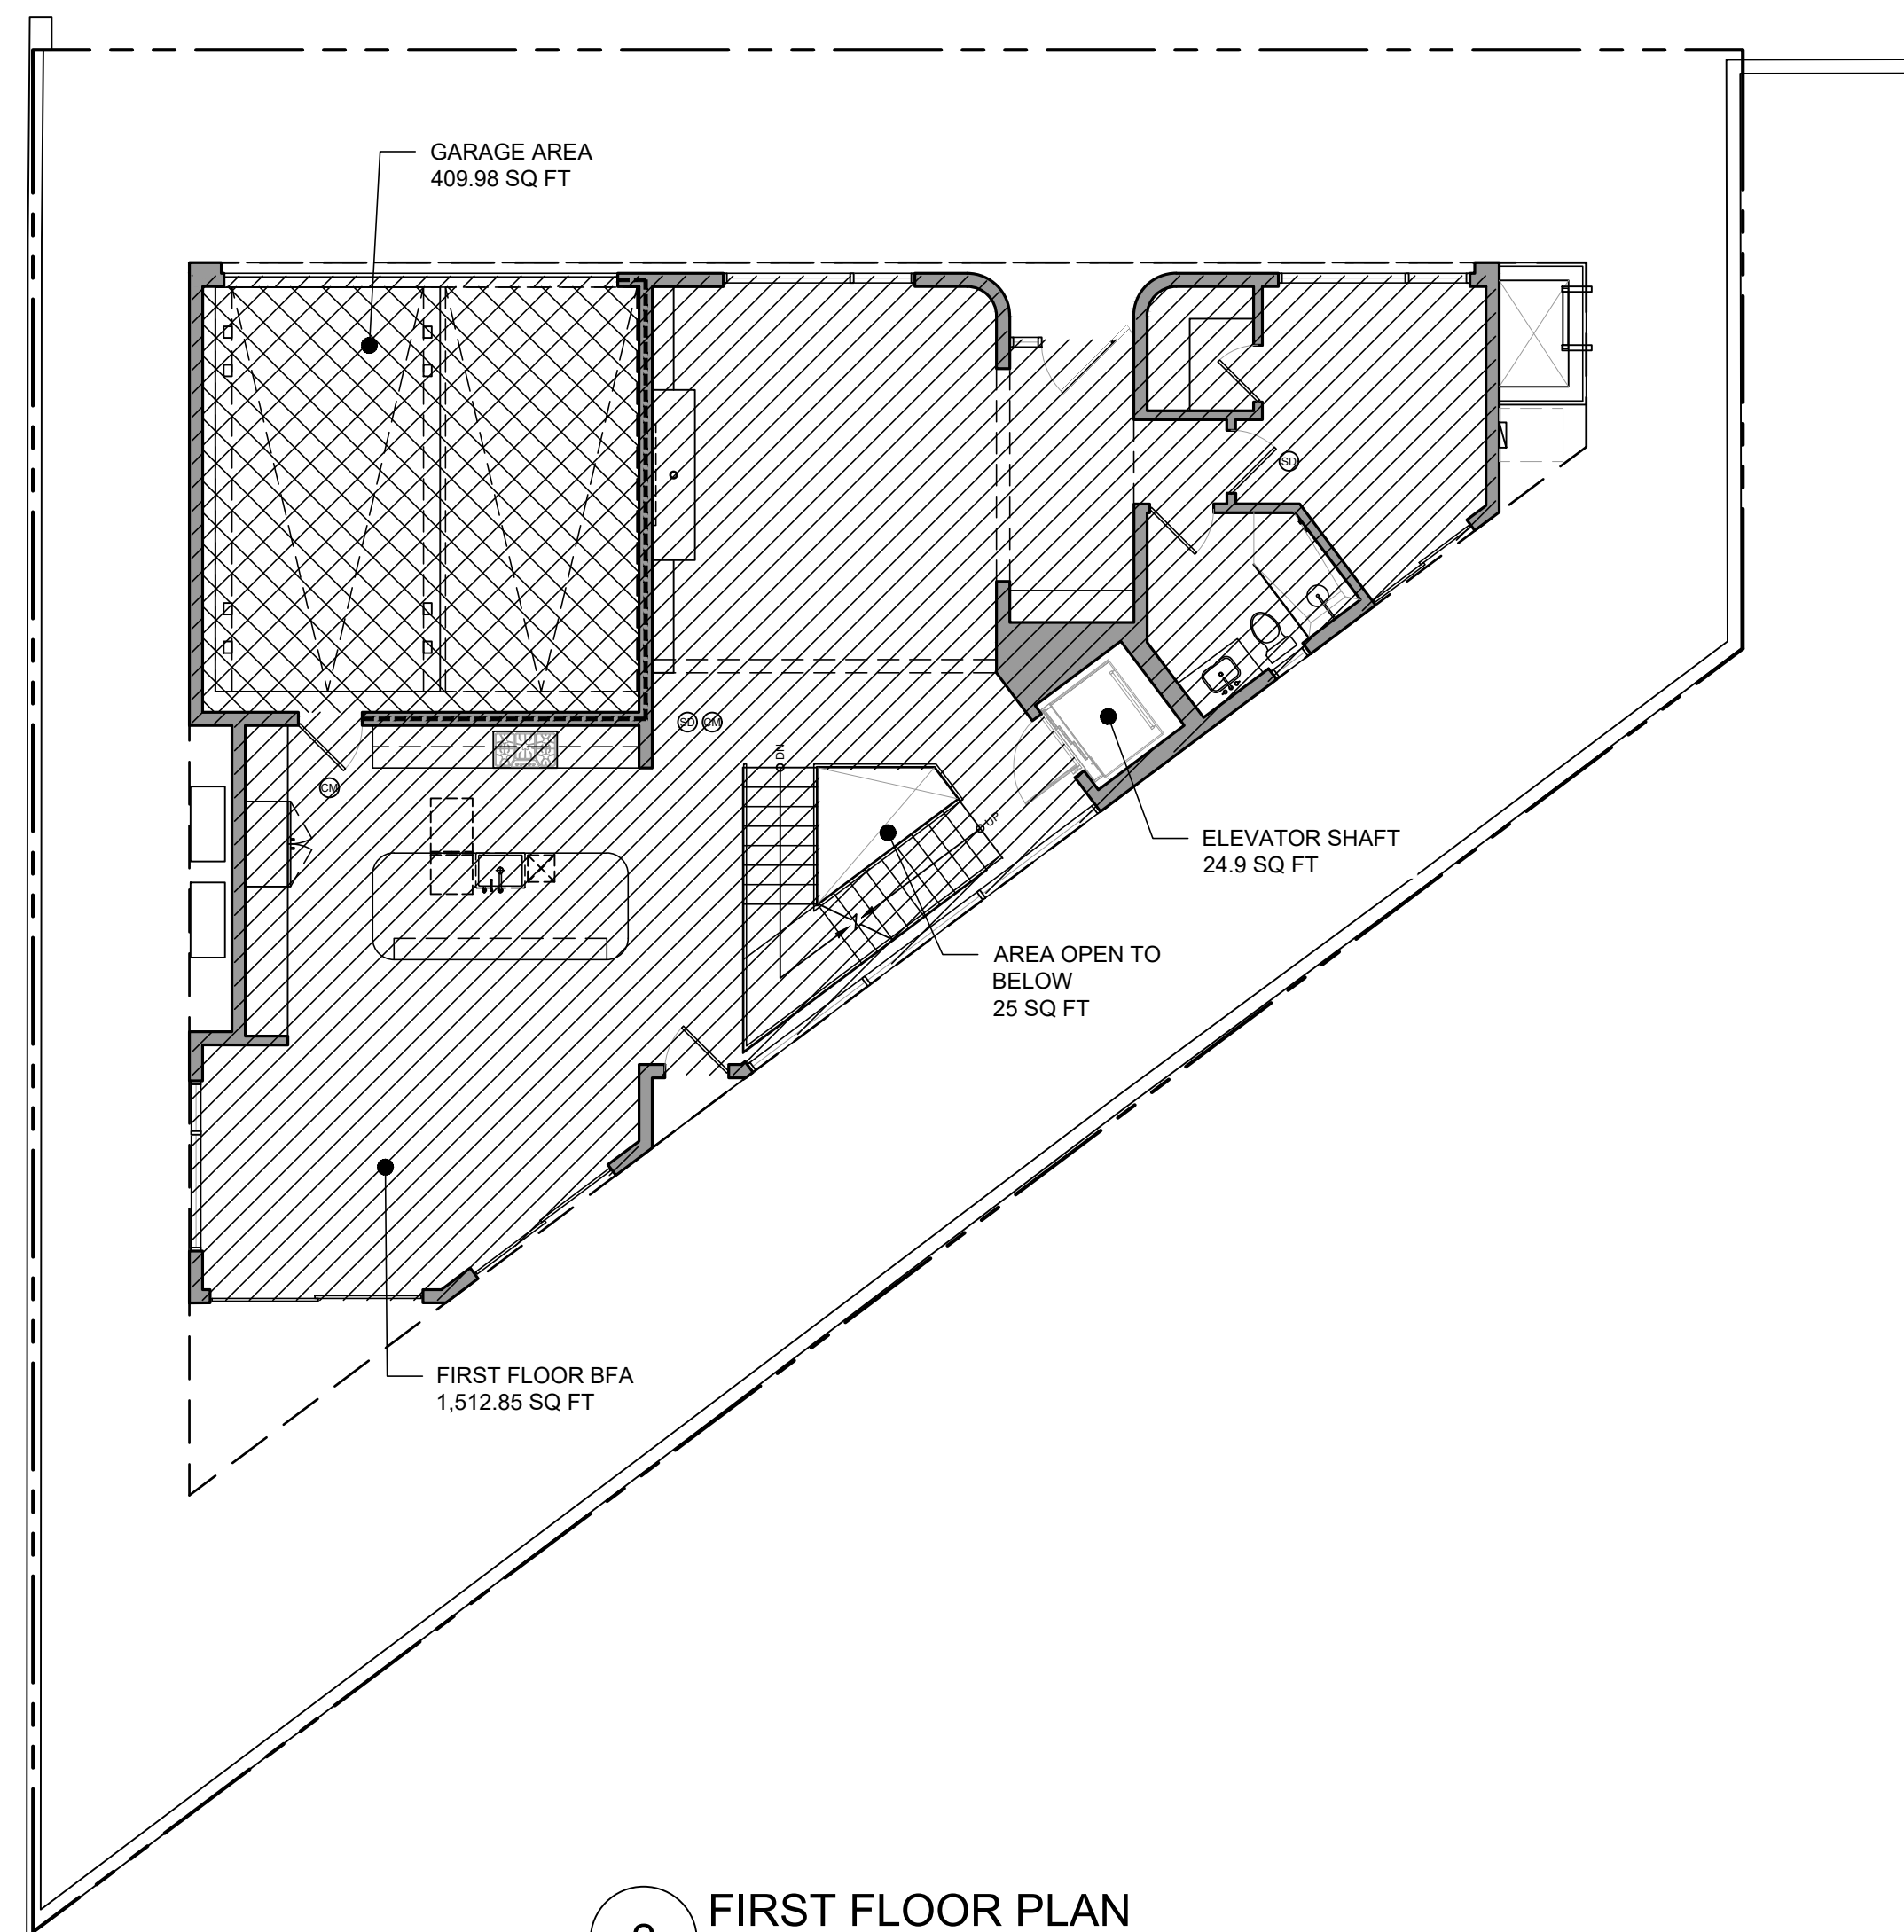 GARAGE AREA
409.98 SQ FT
SD
SD
CM
DN
CM
UP
ELEVATOR SHAFT
24.9 SQ FT
AREA OPEN TO
BELOW
25 SQ FT
FIRST FLOOR BFA
1,512.85 SQ FT
FIRST FLOOR PLAN